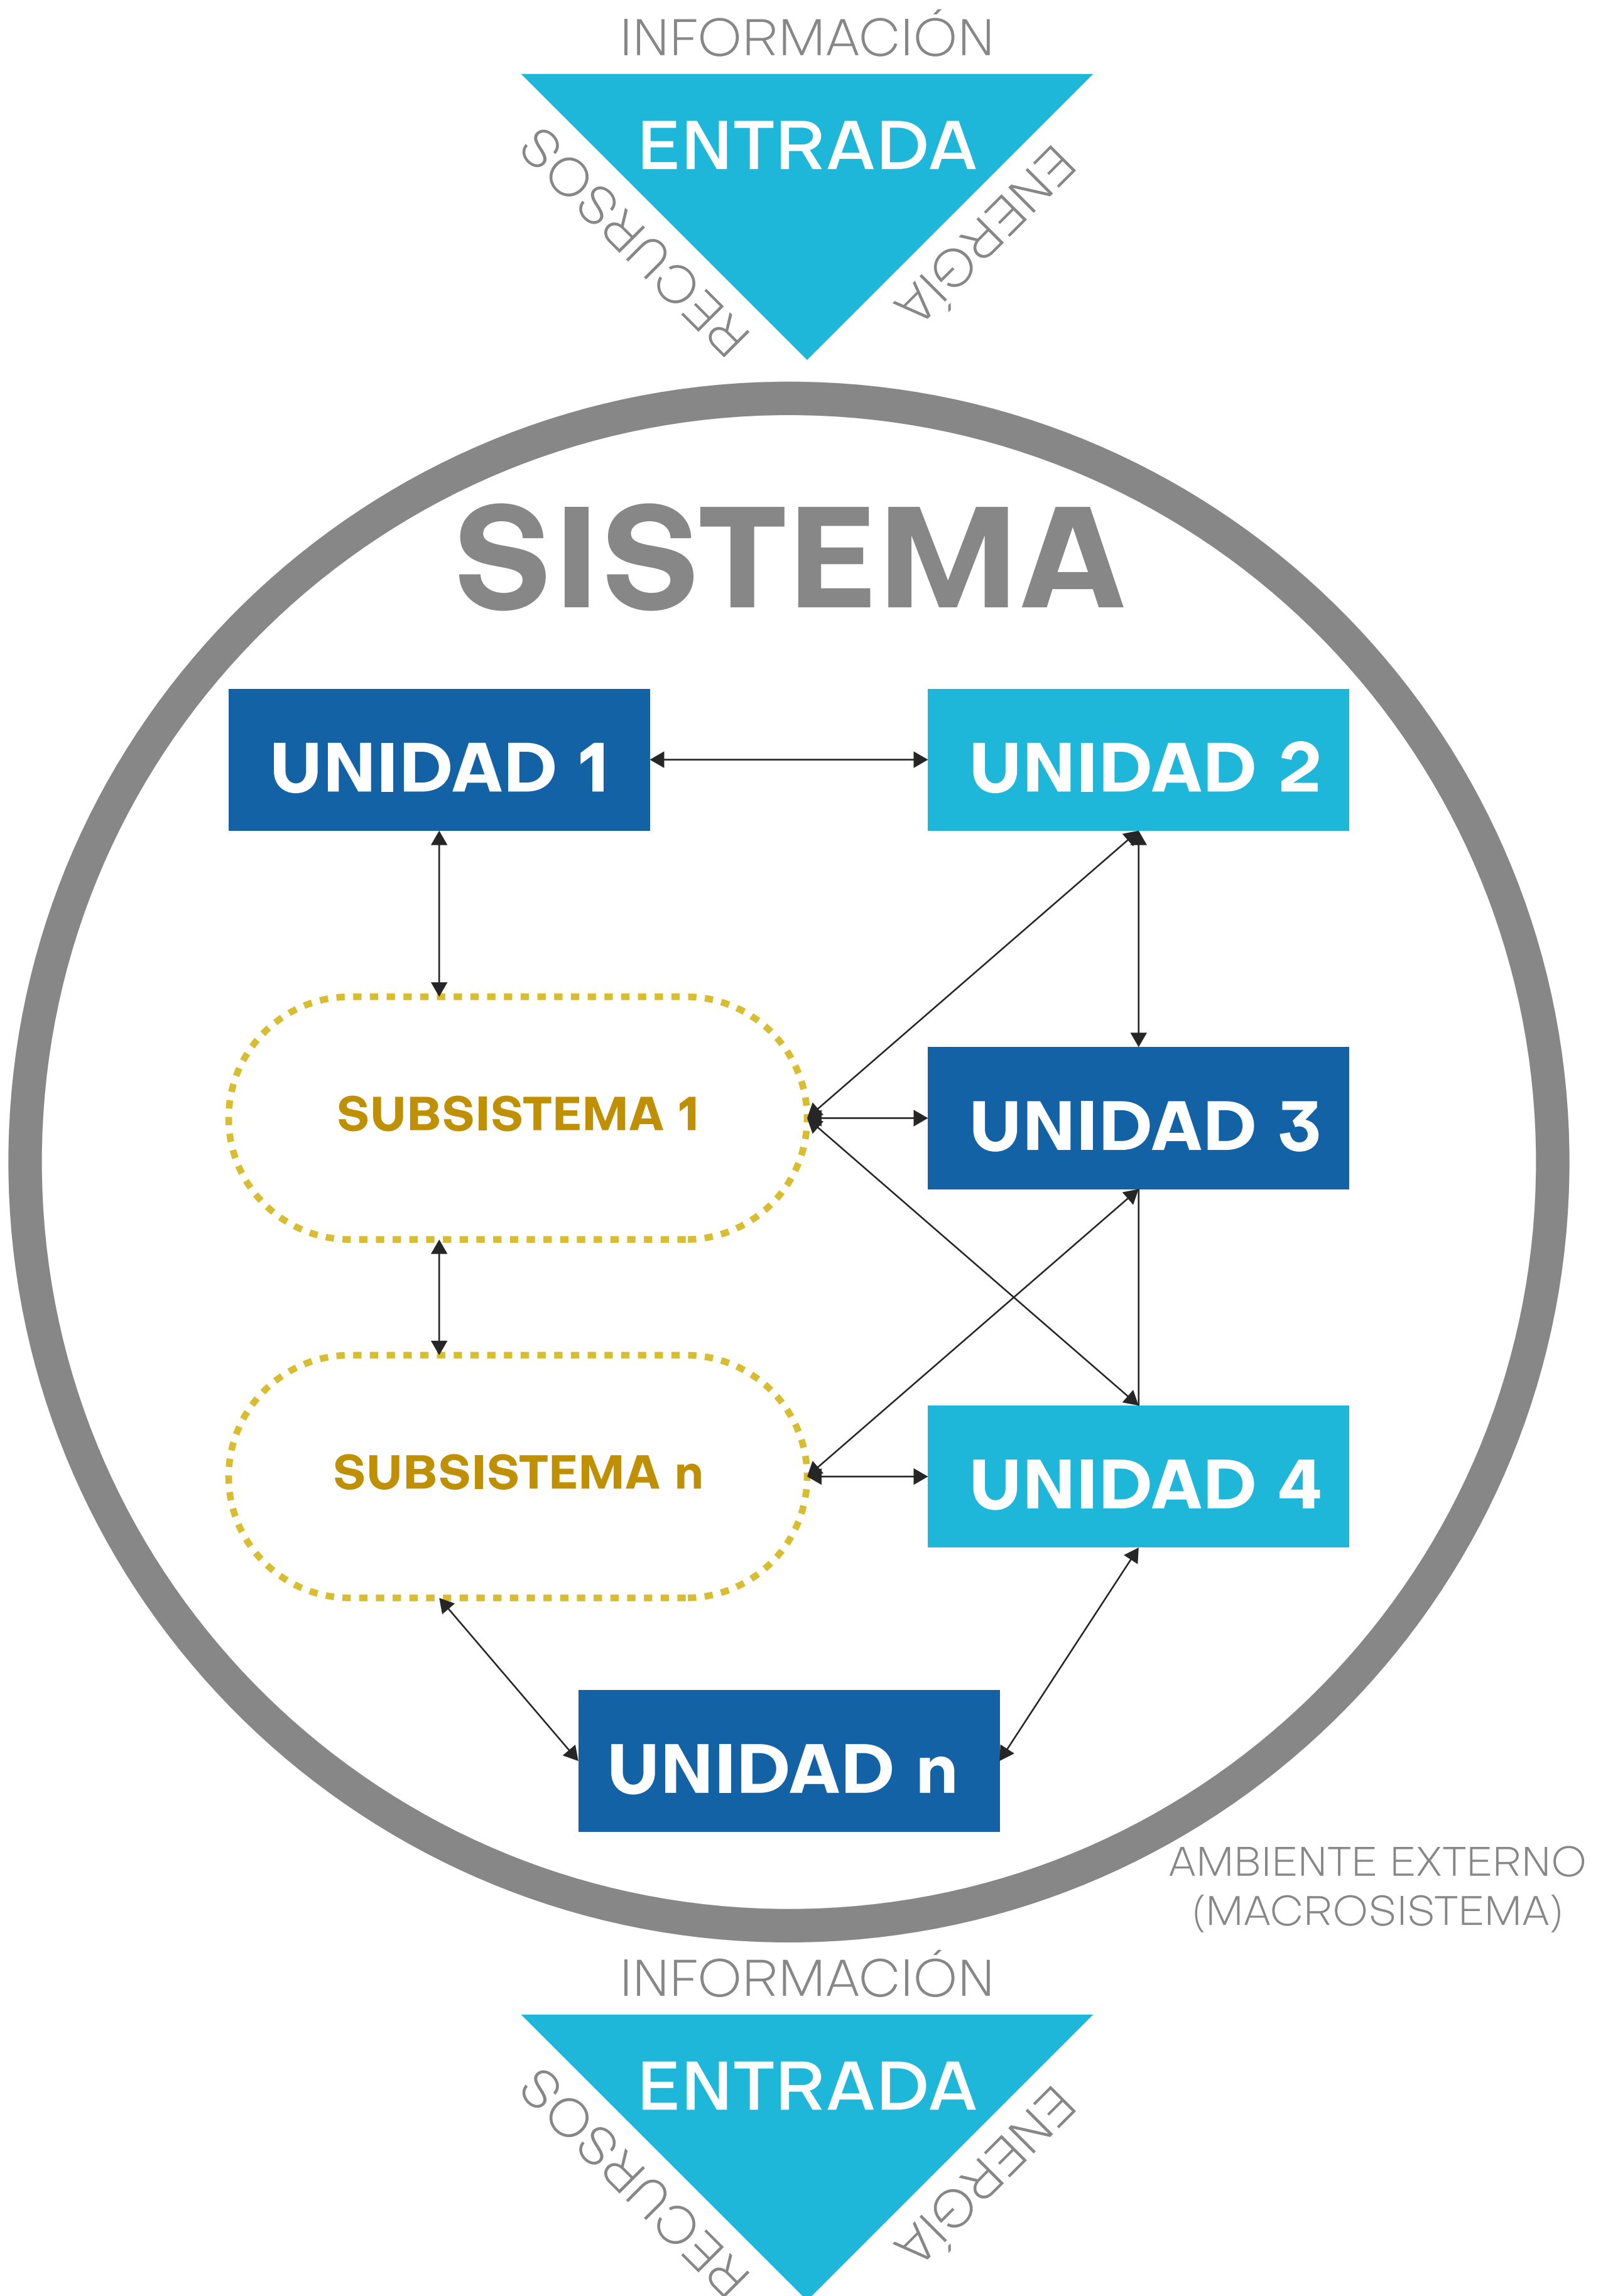 INFORMACIÓN
ENTRADA
RECURSOS
ENERGÍA
SISTEMA
UNIDAD 1
UNIDAD 2
SUBSISTEMA 1
UNIDAD 3
SUBSISTEMA n
UNIDAD 4
UNIDAD n
AMBIENTE EXTERNO
(MACROSISTEMA)
INFORMACIÓN
ENTRADA
RECURSOS
ENERGÍA